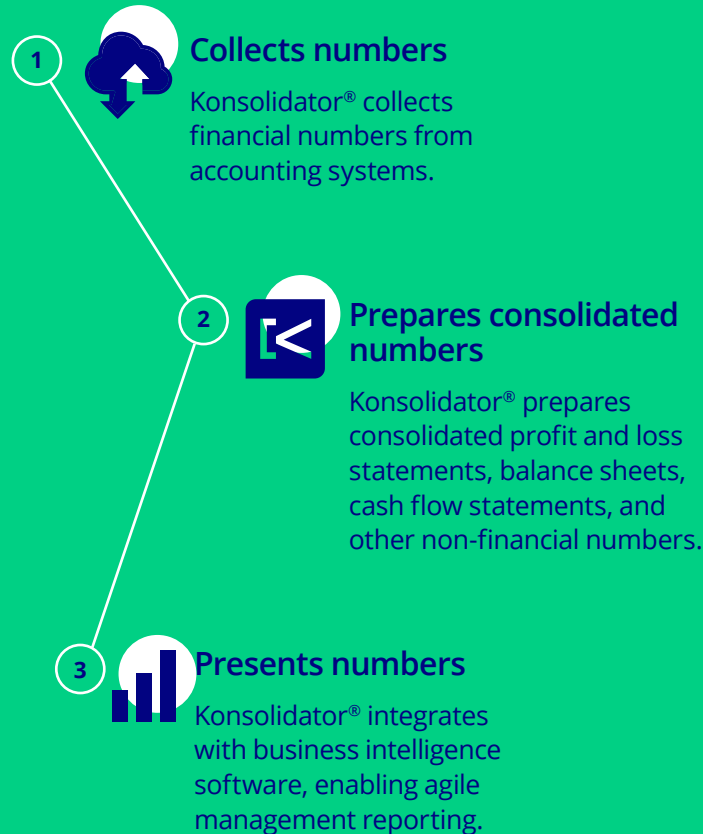 1
Collects numbers
Konsolidator® collects
financial numbers from
accounting systems.
2
Prepares consolidated
numbers
Konsolidator® prepares
consolidated profit and loss
statements, balance sheets,
cash flow statements, and
other non-financial numbers.
3
Presents numbers
Konsolidator® integrates
with business intelligence
software, enabling agile
management reporting.